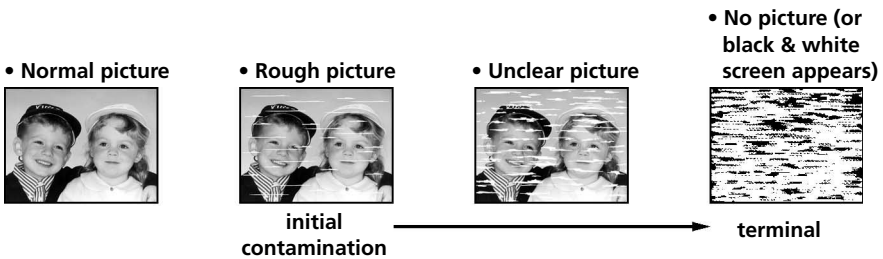 • Normal picture
• Rough picture
• Unclear picture
• No picture (or
black & white
screen appears)
initial
contamination
terminal